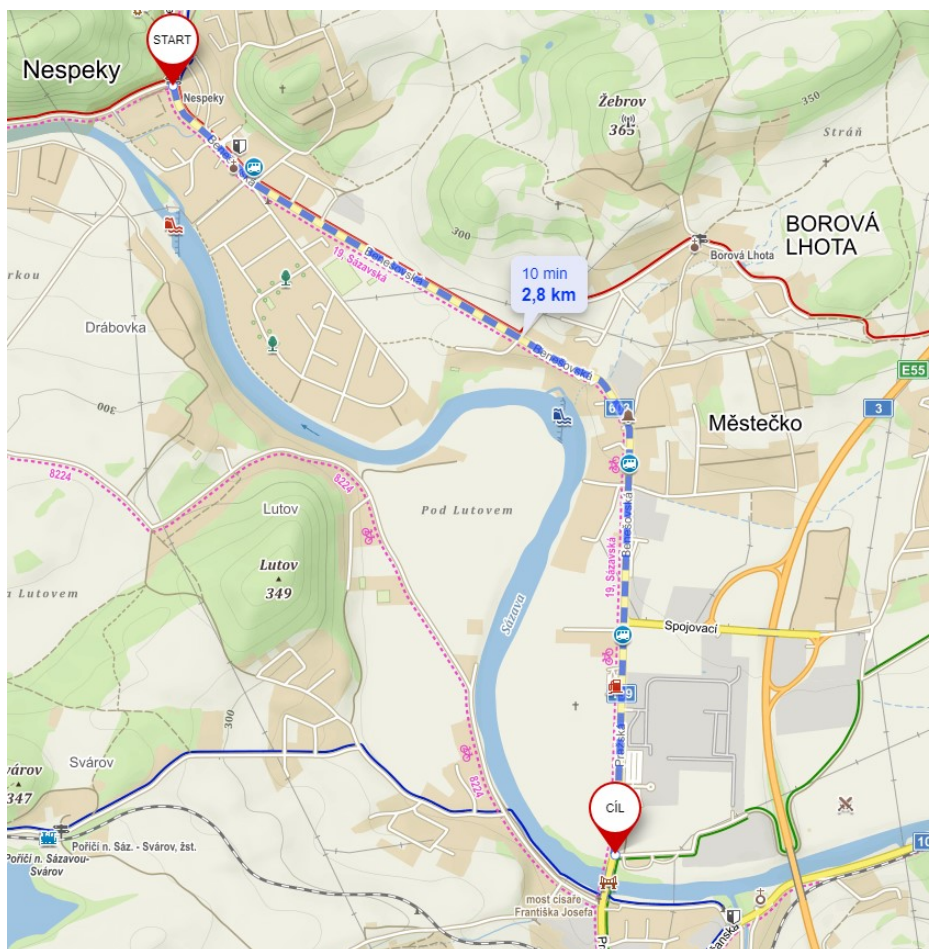 START
Nespeky
Nespeky
Žebrov
365
350
Stráň
Benešovská
300
BOROVÁ
LHOTA
Borová Lhota
Benešovská
19, Sázavská
10 min
2,8 km
Drábovka
Benešovská
E55
3
300
Městečko
8224
8224
Lutov
Pod Lutovem
Benešovská
19, Sázavská
Lutov
349
Sázava
Spojovací
300
Pražská
Svárov
8224
347
CÍL
Poříčí n. Sáz. - Svárov, žst.
Poříčí n. Sázavou-
Svárov
most císaře
Františka Josefa